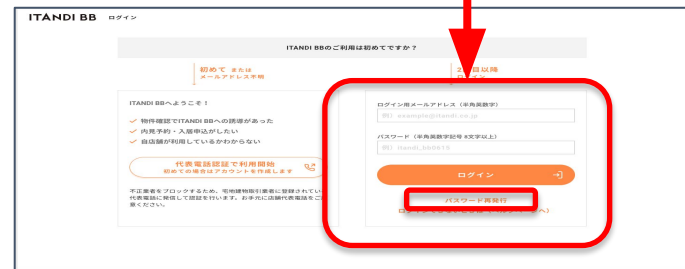 ITANDI BB ログイン
ITANDI BBのご利用は初めてですか？
初めて または
メールアドレス不明
ITANDI BBへようこそ！
物件確認でITANDI BBへの誘導があった
内見予約・入居申込がしたい
自店舗が利用しているかわからない
代表電話認証で利用開始
初めての場合はアカウントを作成します
不正業者をブロックするため、宅地建物取引業者に登録されてい
代表電話に発信して認証を行います。お手元に店舗代表電話をご
意ください。
2 目以降
ログイン用メールアドレス（半角英数字）
例）example@itandi.co.jp
パスワード（半角英数字記号 8文字以上）
例）itandi_bb0818
ログイン
パスワード再発行